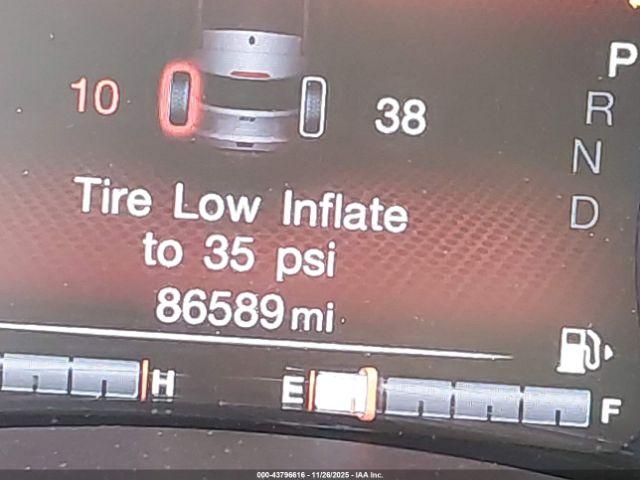 P
10
38
R
N
D
Tire Low Inflate
to 35 psi
86589 mi
H
E
F
000-43796616 - 11/26/2025 - IAA Inc.